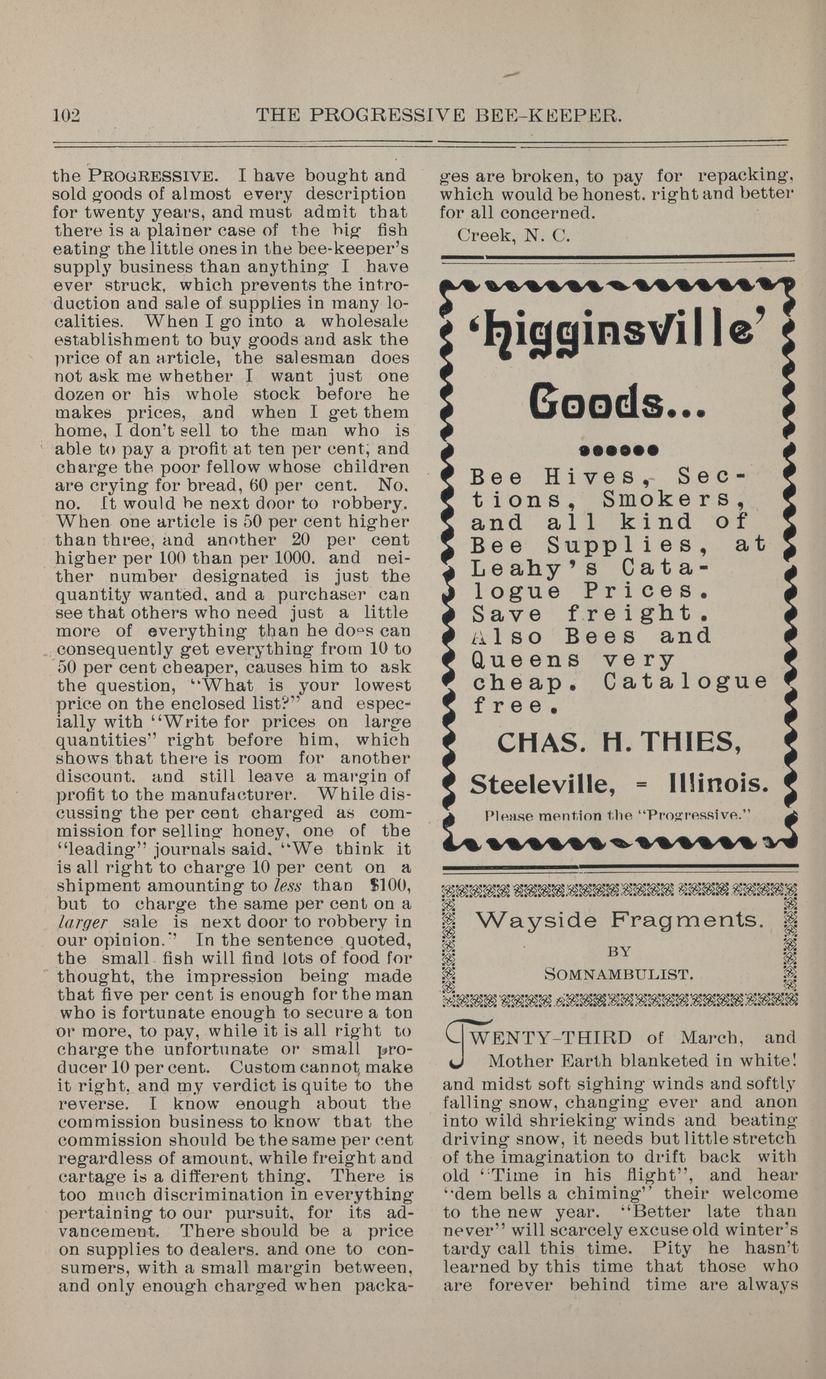 102
THE PROGRESSIVE BEE-KEEPER.
the PROGRESSIVE. I have bought and
sold goods of almost every description
for twenty years, and must admit that
there is a plainer case of the big fish
eating the little ones in the bee-keeper's
supply business than anything I have
ever struck, which prevents the intro-
duction and sale of supplies in many lo-
calities. When I go into a wholesale
establishment to buy goods and ask the
price of an article, the salesman does
not ask me whether I want just one
dozen or his whole stock before he
makes prices, and when I get them
home, I don't sell to the man who is
able to pay a profit at ten per cent, and
charge the poor fellow whose children
are crying for bread, 60 per cent. No,
no. It would be next door to robbery.
When one article is 50 per cent higher
than three, and another 20 per cent
higher per 100 than per 1000, and nei-
ther number designated is just the
quantity wanted, and a purchaser can
see that others who need just a little
more of everything than he does can
consequently get everything from 10 to
50 per cent cheaper, causes him to ask
the question, "What is your lowest
price on the enclosed list?" and espec-
ially with "Write for prices on large
quantities" right before him, which
shows that there is room for another
discount, and still leave a margin of
profit to the manufacturer. While dis-
cussing the per cent charged as com-
mission for selling honey, one of the
"leading" journals said, "We think it
is all right to charge 10 per cent on a
shipment amounting to less than $100,
but to charge the same per cent on a
larger sale is next door to robbery in
our opinion." In the sentence quoted,
the small fish will find lots of food for
thought, the impression being made
that five per cent is enough for the man
who is fortunate enough to secure a ton
or more, to pay, while it is all right to
charge the unfortunate or small pro-
ducer 10 per cent. Custom cannot make
it right, and my verdict is quite to the
reverse. I know enough about the
commission business to know that the
commission should be the same per cent
regardless of amount, while freight and
cartage is a different thing. There is
too much discrimination in everything
pertaining to our pursuit, for its ad-
vancement. There should be a price
on supplies to dealers, and one to con-
sumers, with a small margin between,
and only enough charged when packa-
ges are broken, to pay for repacking,
which would be honest, right and better
for all concerned.
Creek, N. C.
'Higginsville'
Goods...
Bee Hives, Sec-
tions, Smokers,
and all kind of
Bee Supplies, at
Leahy's Cata-
logue Prices.
Save freight.
Also Bees and
Queens very
cheap. Catalogue
free.
CHAS. H. THIES,
Steeleville, = Illinois.
Please mention the "Progressive."
Wayside Fragments.
BY
SOMNAMBULIST.
TWENTY-THIRD of March, and
Mother Earth blanketed in white!
and midst soft sighing winds and softly
falling snow, changing ever and anon
into wild shrieking winds and beating
driving snow, it needs but little stretch
of the imagination to drift back with
old "Time in his flight", and hear
"dem bells a chiming" their welcome
to the new year. "Better late than
never" will scarcely excuse old winter's
tardy call this time. Pity he hasn't
learned by this time that those who
are forever behind time are always